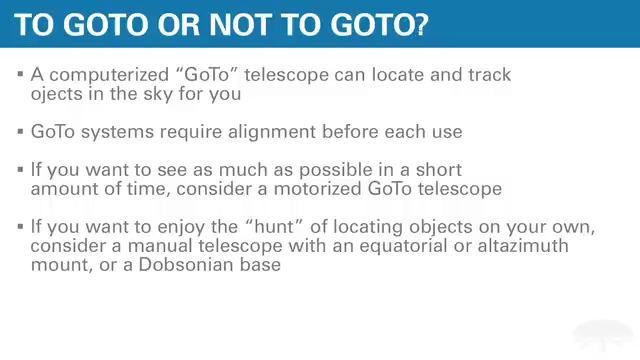 TO GOTO OR NOT TO GOTO?
▪ A computerized “GoTo” telescope can locate and track
ojects in the sky for you
▪ GoTo systems require alignment before each use
▪ If you want to see as much as possible in a short
amount of time, consider a motorized GoTo telescope
▪ If you want to enjoy the “hunt” of locating objects on your own,
consider a manual telescope with an equatorial or altazimuth
mount, or a Dobsonian base